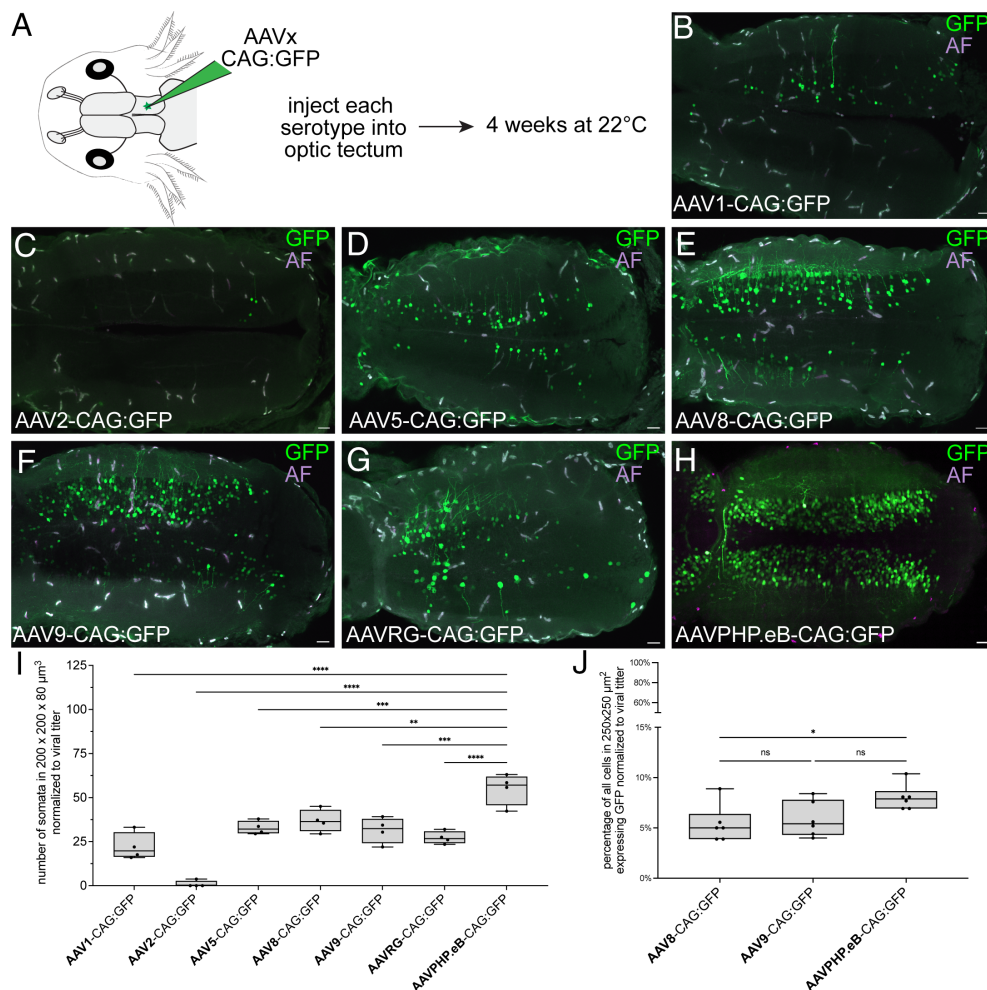 A
AAVx
CAG:GFP
inject each
serotype into
optic tectum
4 weeks at 22°C
B
GFP
AF
AAV1-CAG:GFP
C
GFP
AF
AAV2-CAG:GFP
D
GFP
AF
AAV5-CAG:GFP
E
GFP
AF
AAV8-CAG:GFP
F
GFP
AF
AAV9-CAG:GFP
G
GFP
AF
AAVRG-CAG:GFP
H
GFP
AF
AAVPHP.eB-CAG:GFP
I
number of somata in 200 x 200 x 80 µm³
normalized to viral titer
125
100
75
50
25
0
****
****
***
**
***
****
AAV1-CAG:GFP
AAV2-CAG:GFP
AAV5-CAG:GFP
AAV8-CAG:GFP
AAV9-CAG:GFP
AAVRG-CAG:GFP
AAVPHP.eB-CAG:GFP
J
percentage of all cells in 250x250 µm²
expressing GFP normalized to viral titter
100%
80%
60%
15%
10%
5%
0%
*
ns
ns
AAV8-CAG:GFP
AAV9-CAG:GFP
AAVPHP.eB-CAG:GFP